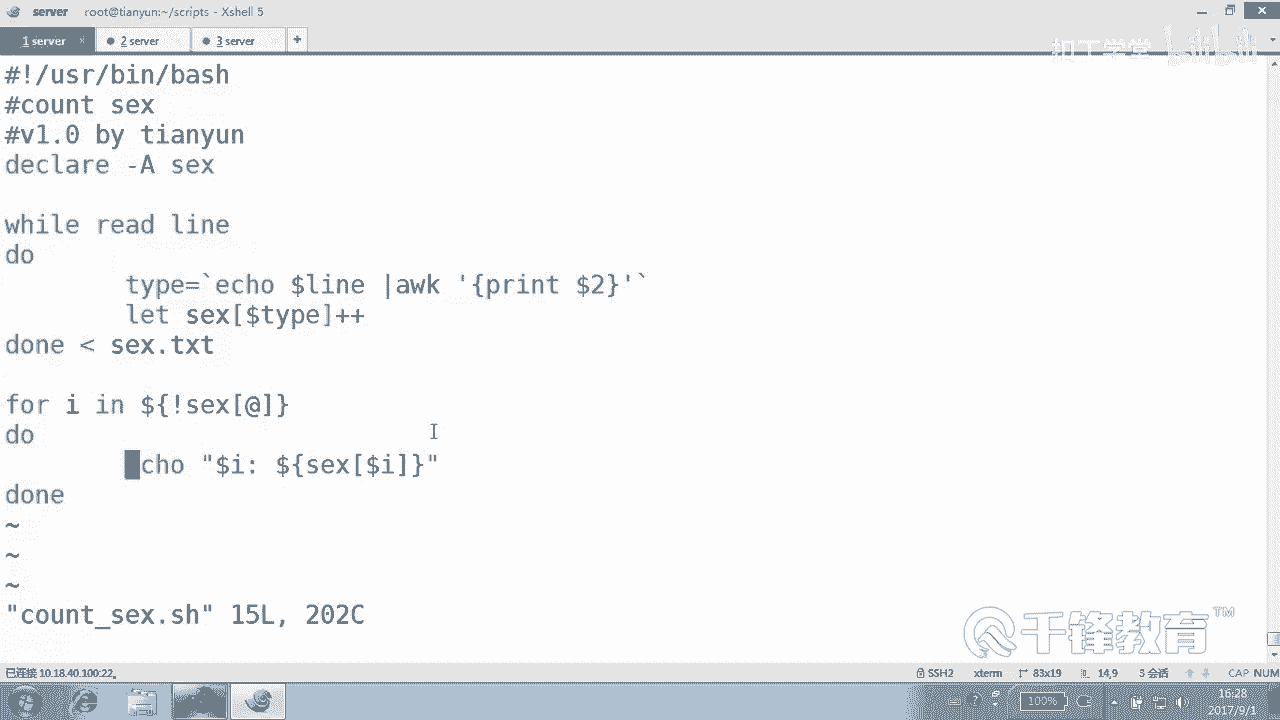 server root@tianyun:~/scripts - Xshell 5
1 server × 2 server 3 server +
扣丁学堂 bilibili
#!/usr/bin/bash
#count sex
#v1.0 by tianyun
declare -A sex
while read line
do
type=`echo $line |awk '{print $2}'`
let sex[$type]++
done < sex.txt
for i in ${!sex[@]}
do
echo "$i: ${sex[$i]}"
done
~
~
~
"count_sex.sh" 15L, 202C
千锋教育 TM
已连接 10.18.40.100:22。 SSH2 xterm 83x19 14,9 3 会话 CAP NUM
100% 16:28
2017/9/1